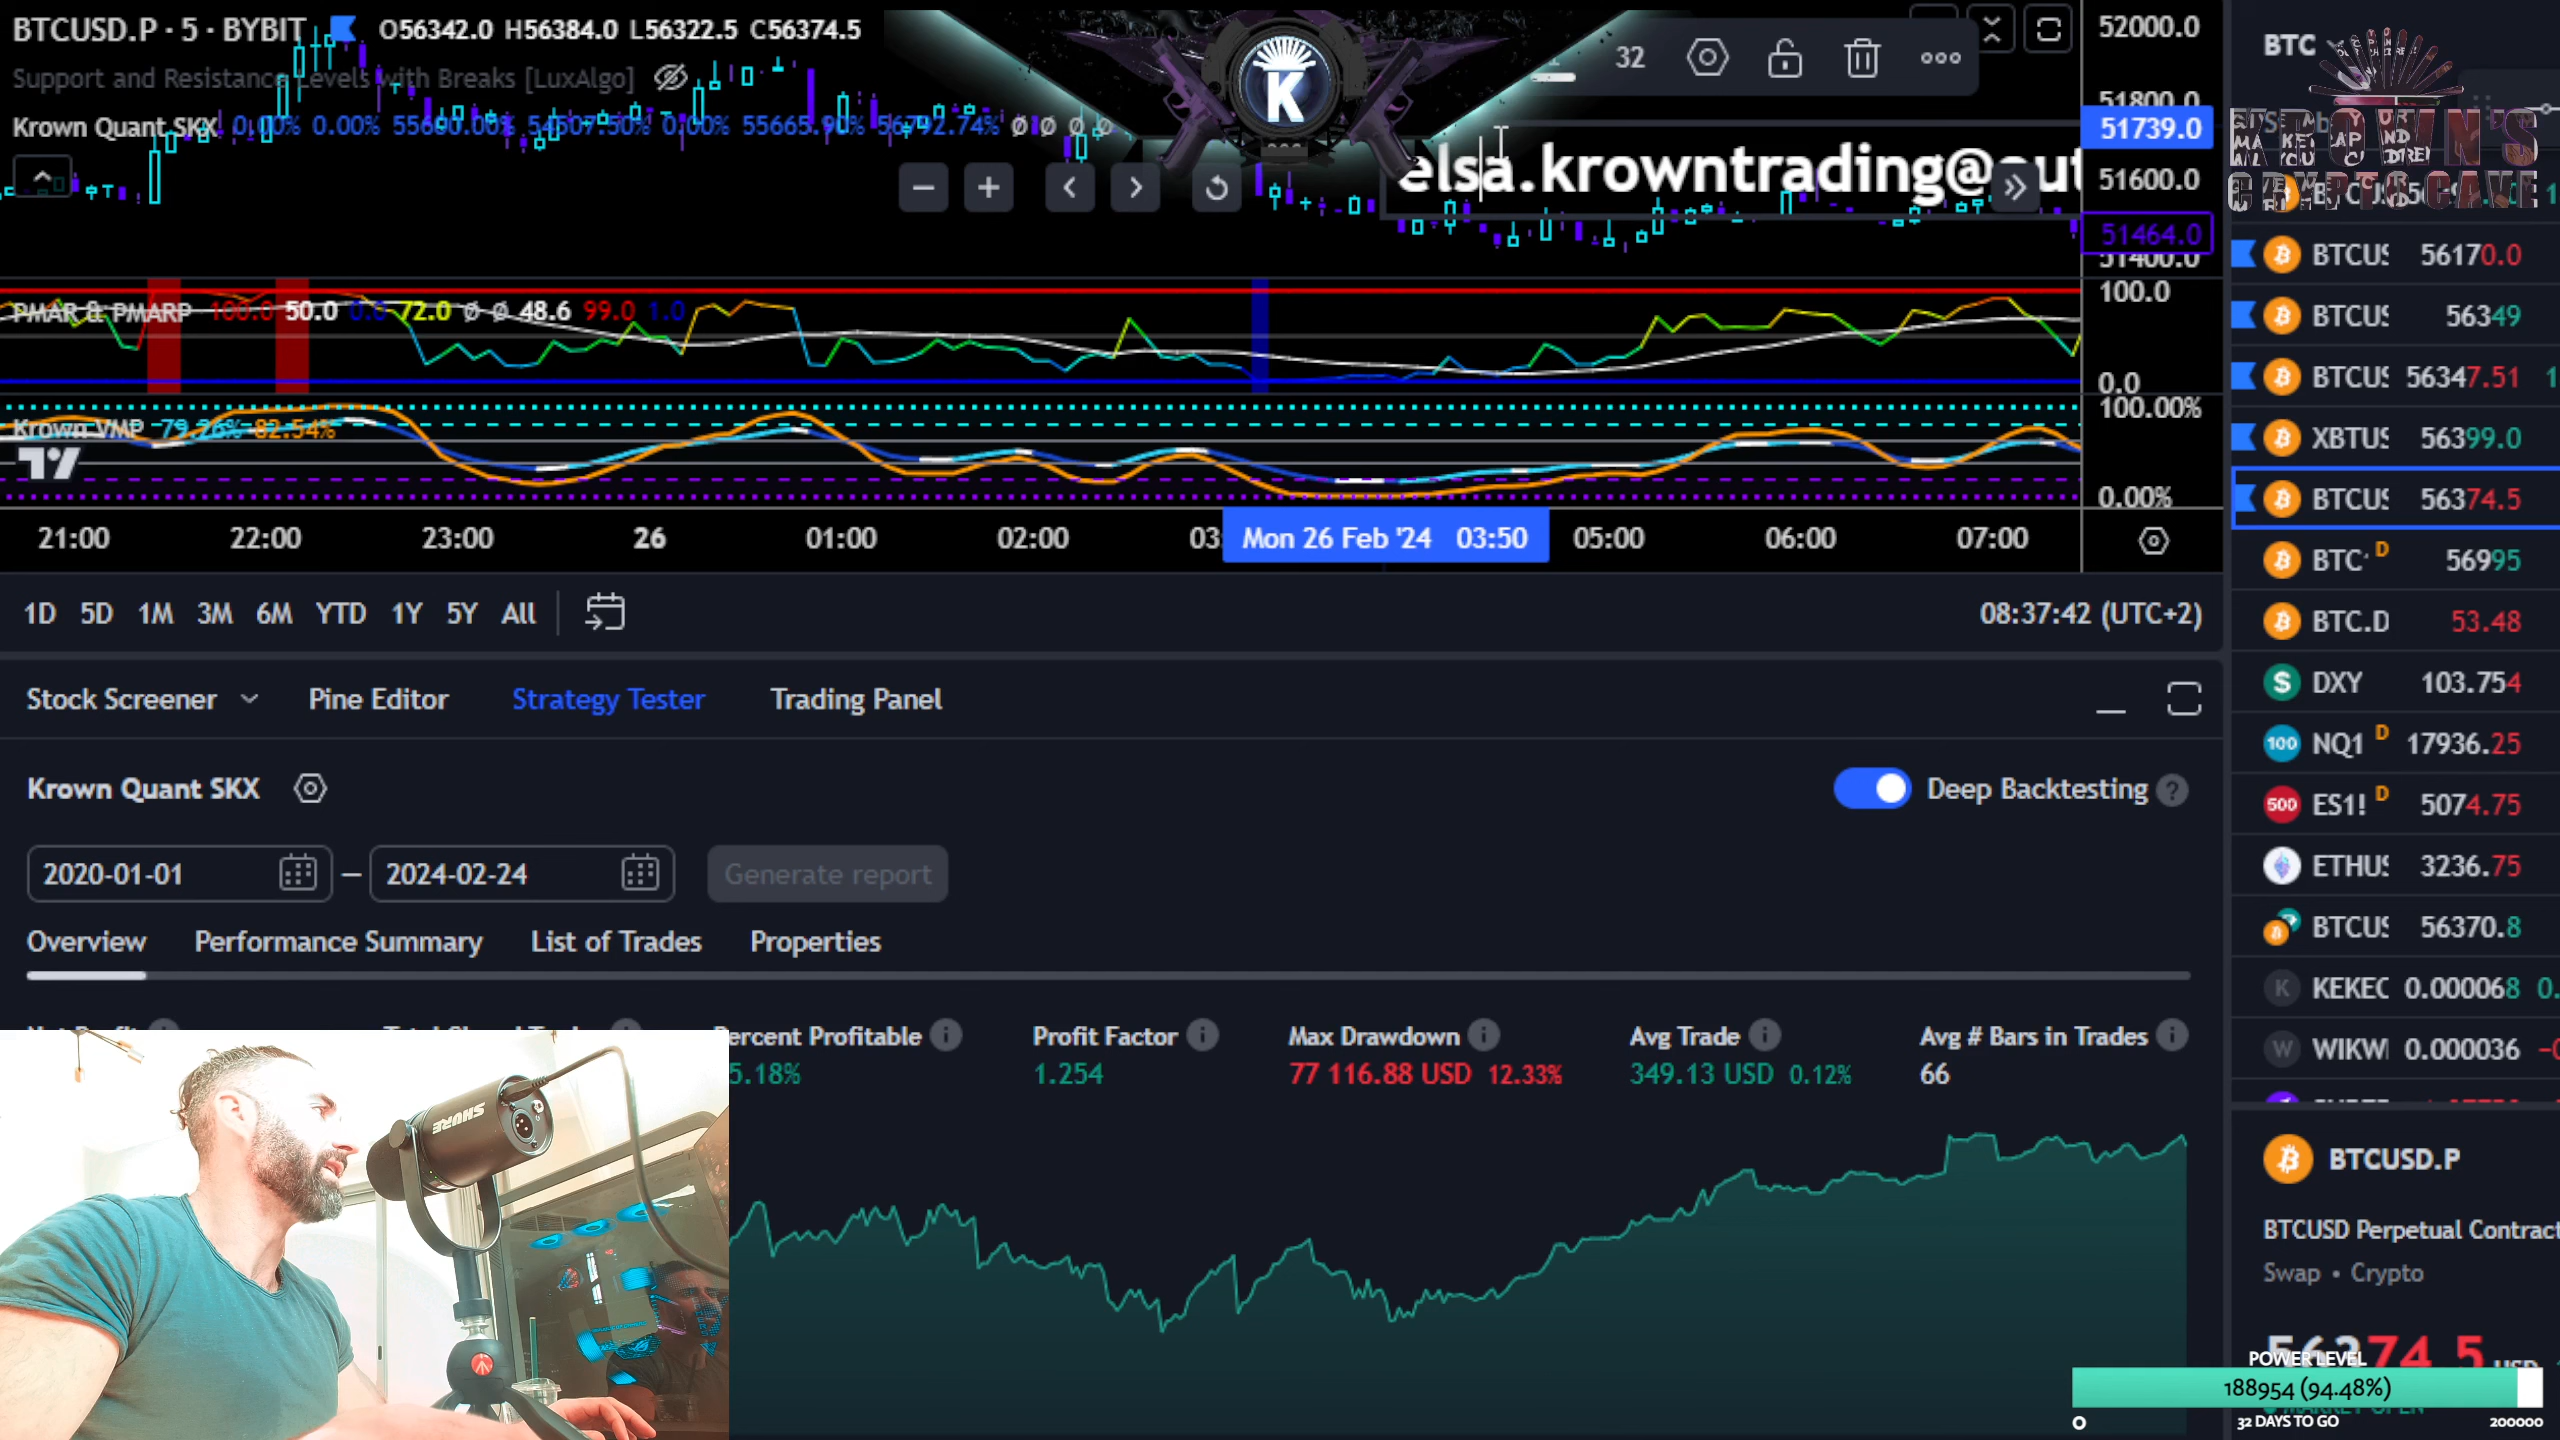 BTCUSD.P · 5 · BYBIT O56342.0 H56384.0 L56322.5 C56374.5
Support and Resistance Levels with Breaks [LuxAlgo]
Krown Quant SKX 0.00% 0.00% 0.00%
K
32
elsa.krowntrading@out
52000.0
51800.0
51739.0
51600.0
51464.0
51400.0
PMAR & PMARP 100.0 50.0 0.0 72.0 ø ø 48.6 99.0 1.0
100.0
0.0
Krown VMP 79.26% 82.54%
100.00%
0.00%
21:00 22:00 23:00 26 01:00 02:00 Mon 26 Feb '24 03:50 05:00 06:00 07:00
1D 5D 1M 3M 6M YTD 1Y 5Y All
08:37:42 (UTC+2)
Stock Screener Pine Editor Strategy Tester Trading Panel
Krown Quant SKX
Deep Backtesting
2020-01-01 — 2024-02-24 Generate report
Overview Performance Summary List of Trades Properties
Percent Profitable
5.18%
Profit Factor
1.254
Max Drawdown
77 116.88 USD 12.33%
Avg Trade
349.13 USD 0.12%
Avg # Bars in Trades
66
SHURE
BTC
KROWN'S
CRYPTO CAVE
BTCUS 56170.0
BTCUS 56349
BTCUS 56347.51 1
XBTUS 56399.0
BTCUS 56374.5
BTC D 56995
BTC.D 53.48
DXY 103.754
100 NQ1 D 17936.25
500 ES1! D 5074.75
ETHUS 3236.75
BTCUS 56370.8
K KEKEC 0.000068 0.
W WIKW 0.000036
BTCUSD.P
BTCUSD Perpetual Contract
Swap • Crypto
POWER LEVEL
188954 (94.48%)
0 32 DAYS TO GO 200000